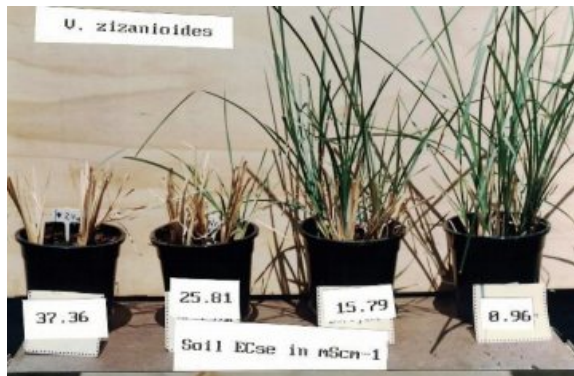 V. zizanioides
37.36
25.81
15.79
0.96
Soil ECse in mScm-1